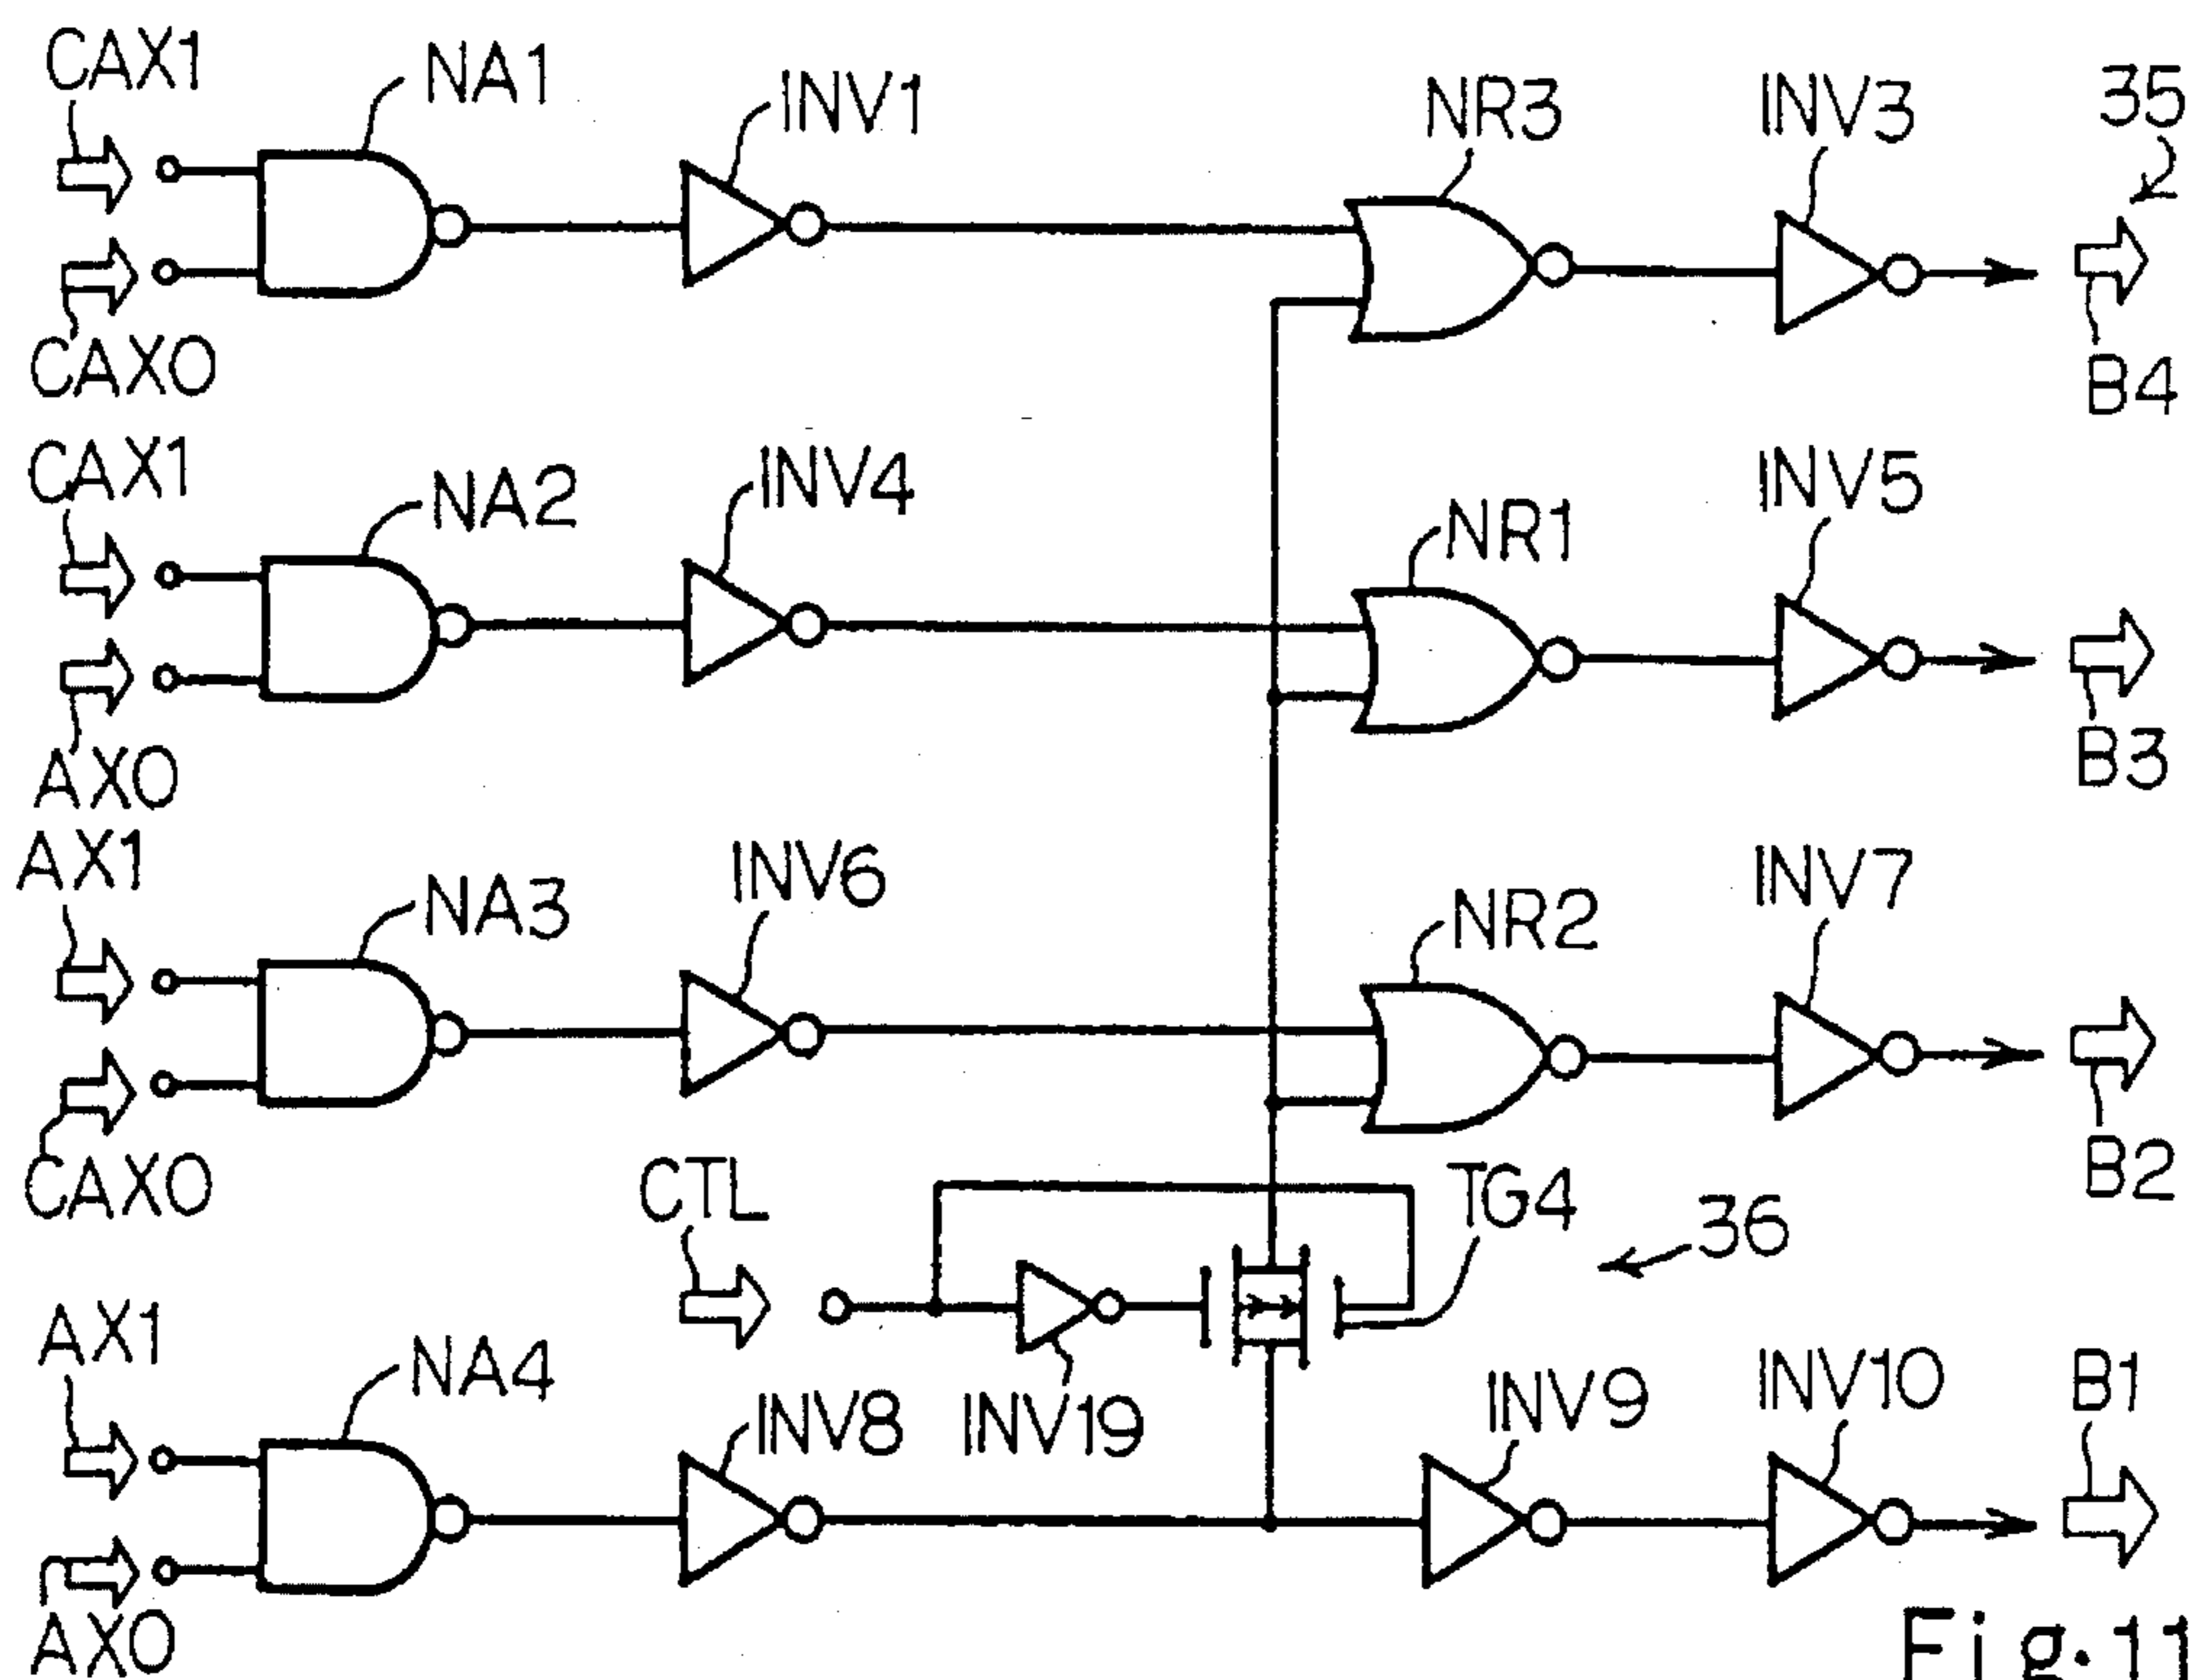 CAX1
NA1
INV1
NR3
INV3
35
CAX0
B4
CAX1
NA2
INV4
NR1
INV5
AX0
B3
AX1
NA3
INV6
NR2
INV7
CAX0
CTL
TG4
36
B2
AX1
NA4
INV8
INV19
INV9
INV10
B1
AX0
Fig.11